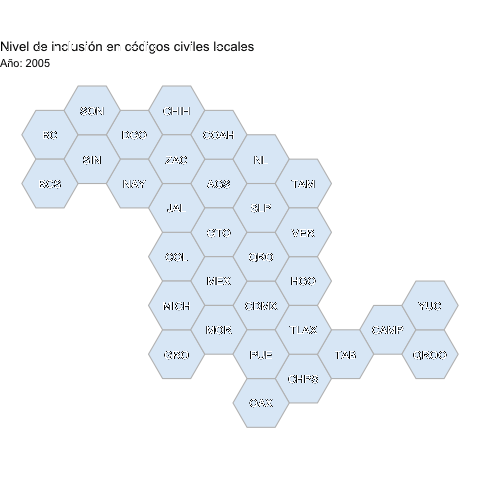 Nivel de inclusión en códigos civiles locales
Año: 2005
SON CHIH
BC DGO COAH
SIN ZAC NL
BCS NAY AGS TAM
JAL SLP
GTO VER
COL QRO
MEX HGO
MICH CDMX YUC
MOR TLAX CAMP
GRO PUE TAB QROO
CHPS
OAX